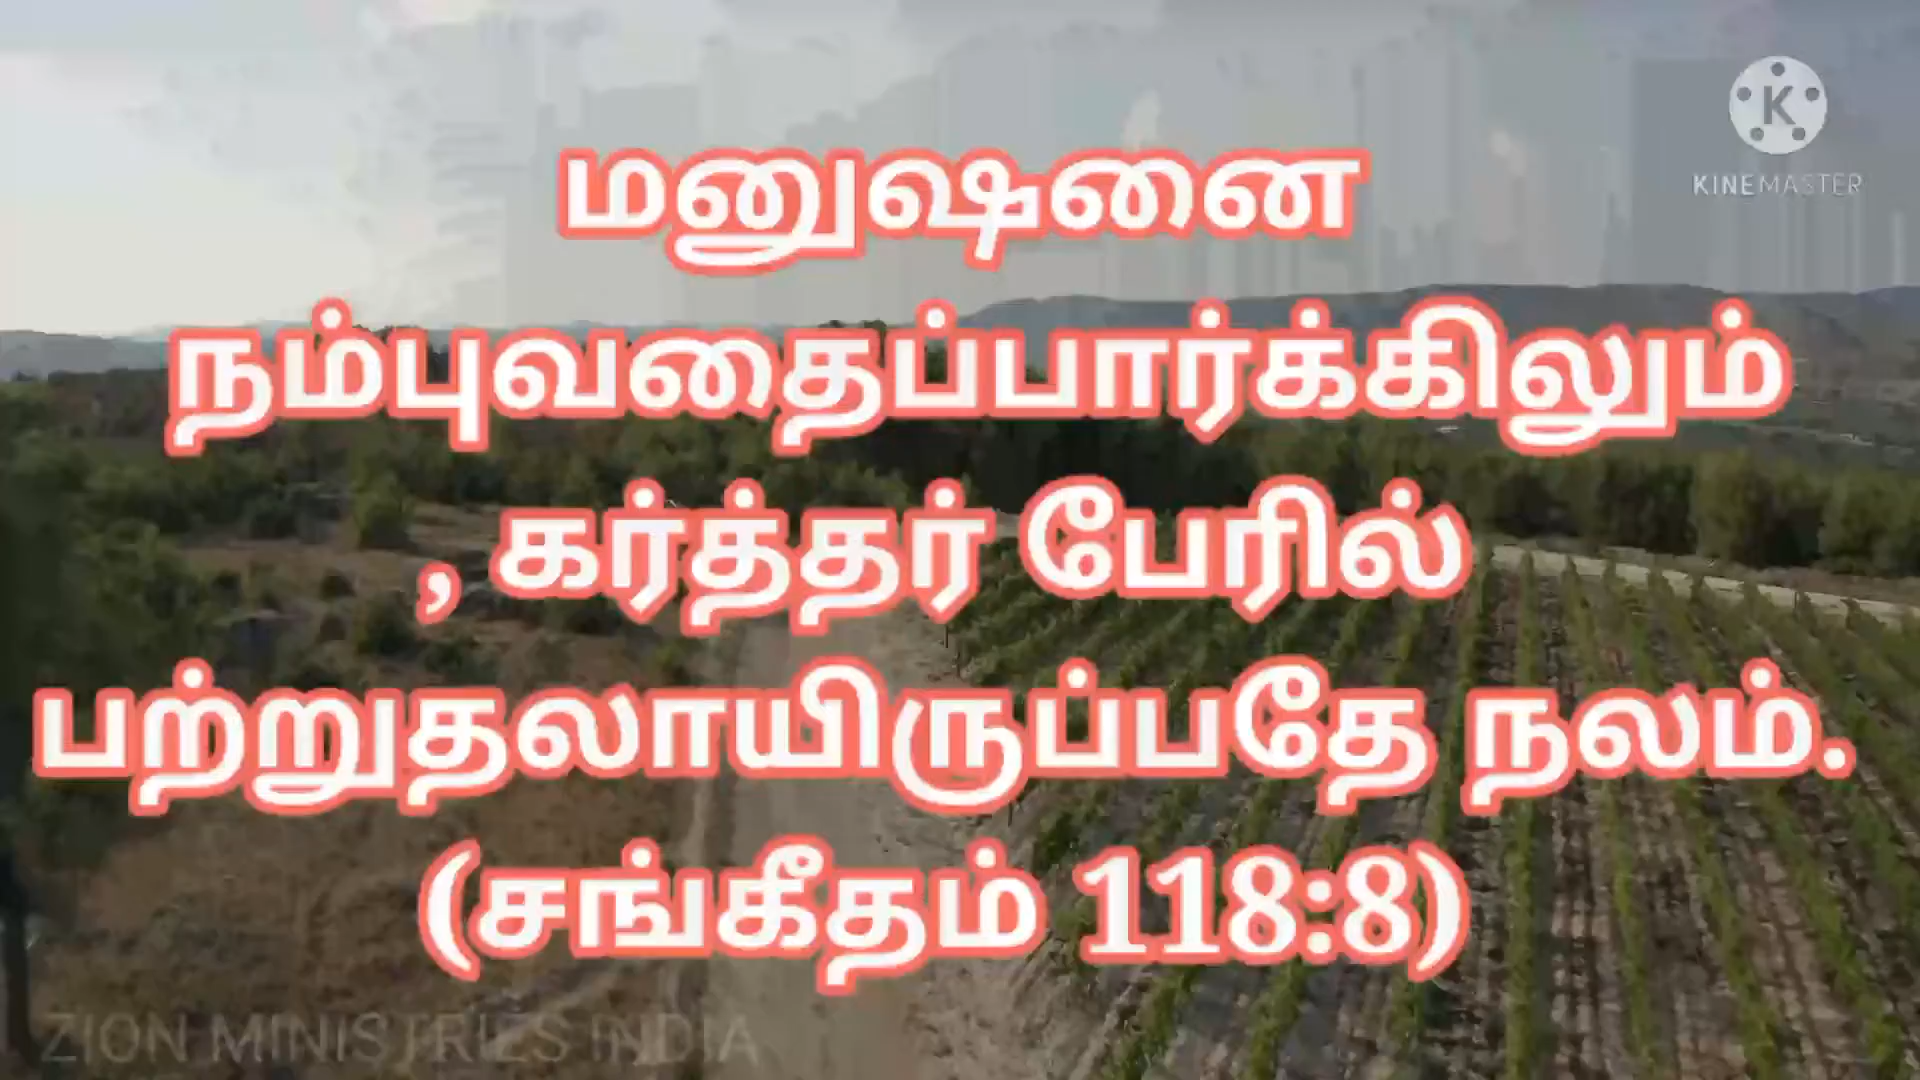 மனுஷனை
நம்புவதைப்பார்க்கிலும்
, கர்த்தர் பேரில்
பற்றுதலாயிருப்பதே நலம்.
(சங்கீதம் 118:8)
K
KINEMASTER
ZION MINISTRIES INDIA